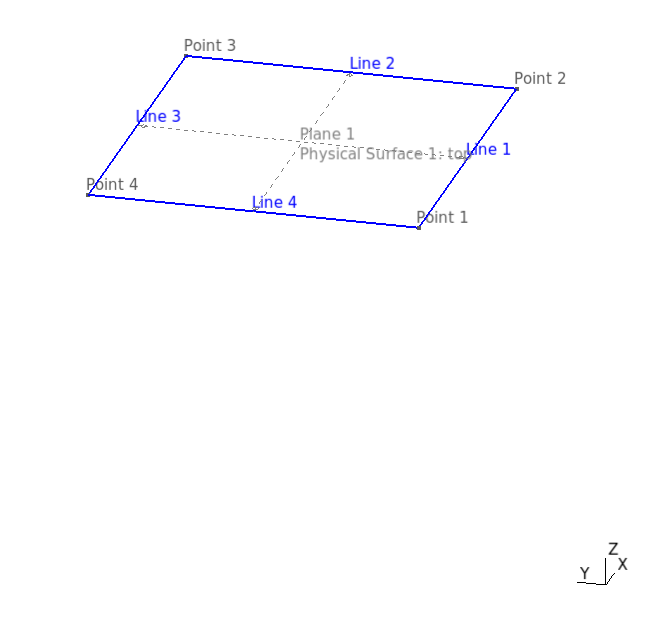 Point 3
Line 2
Point 2
Line 3
Plane 1
Line 1
Physical Surface 1: top
Point 4
Line 4
Point 1
Z
X
Y